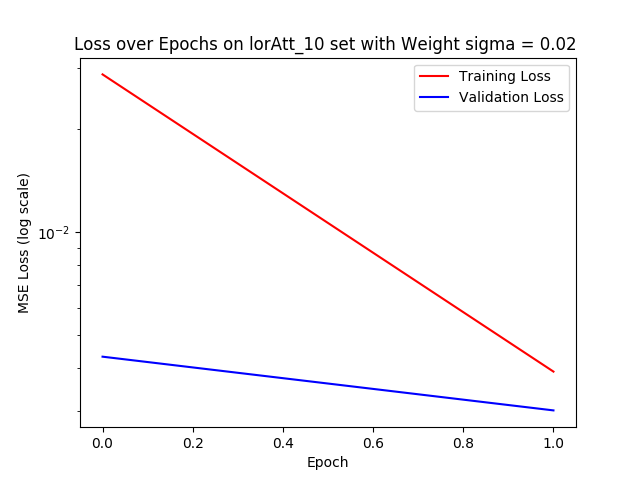 Loss over Epochs on lorAtt_10 set with Weight sigma = 0.02
Training Loss
Validation Loss
MSE Loss (log scale)
10⁻²
0.0 0.2 0.4 0.6 0.8 1.0
Epoch